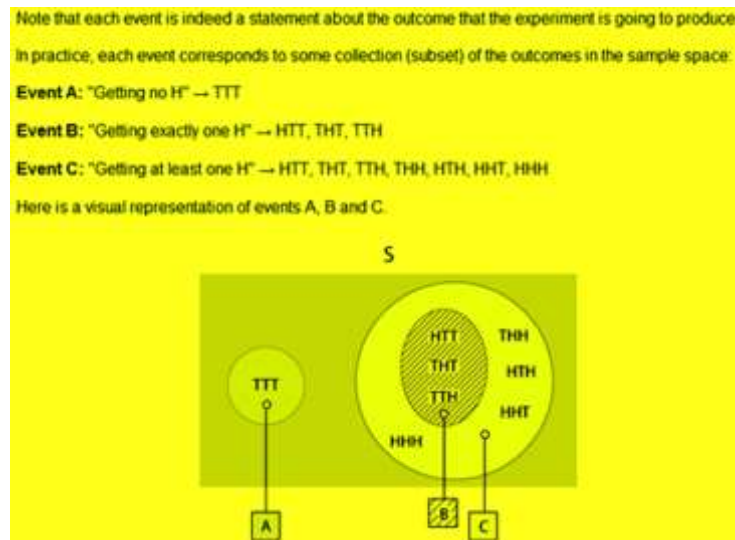 Note that each event is indeed a statement about the outcome that the experiment is going to produce
In practice, each event corresponds to some collection (subset) of the outcomes in the sample space:
Event A: "Getting no H" → TTT
Event B: "Getting exactly one H" → HTT, THT, TTH
Event C: "Getting at least one H" → HTT, THT, TTH, THH, HTH, HHT, HHH
Here is a visual representation of events A, B and C.
S
HTT
THH
THT
HTH
TTT
TTH
HHT
HHH
A
B
C